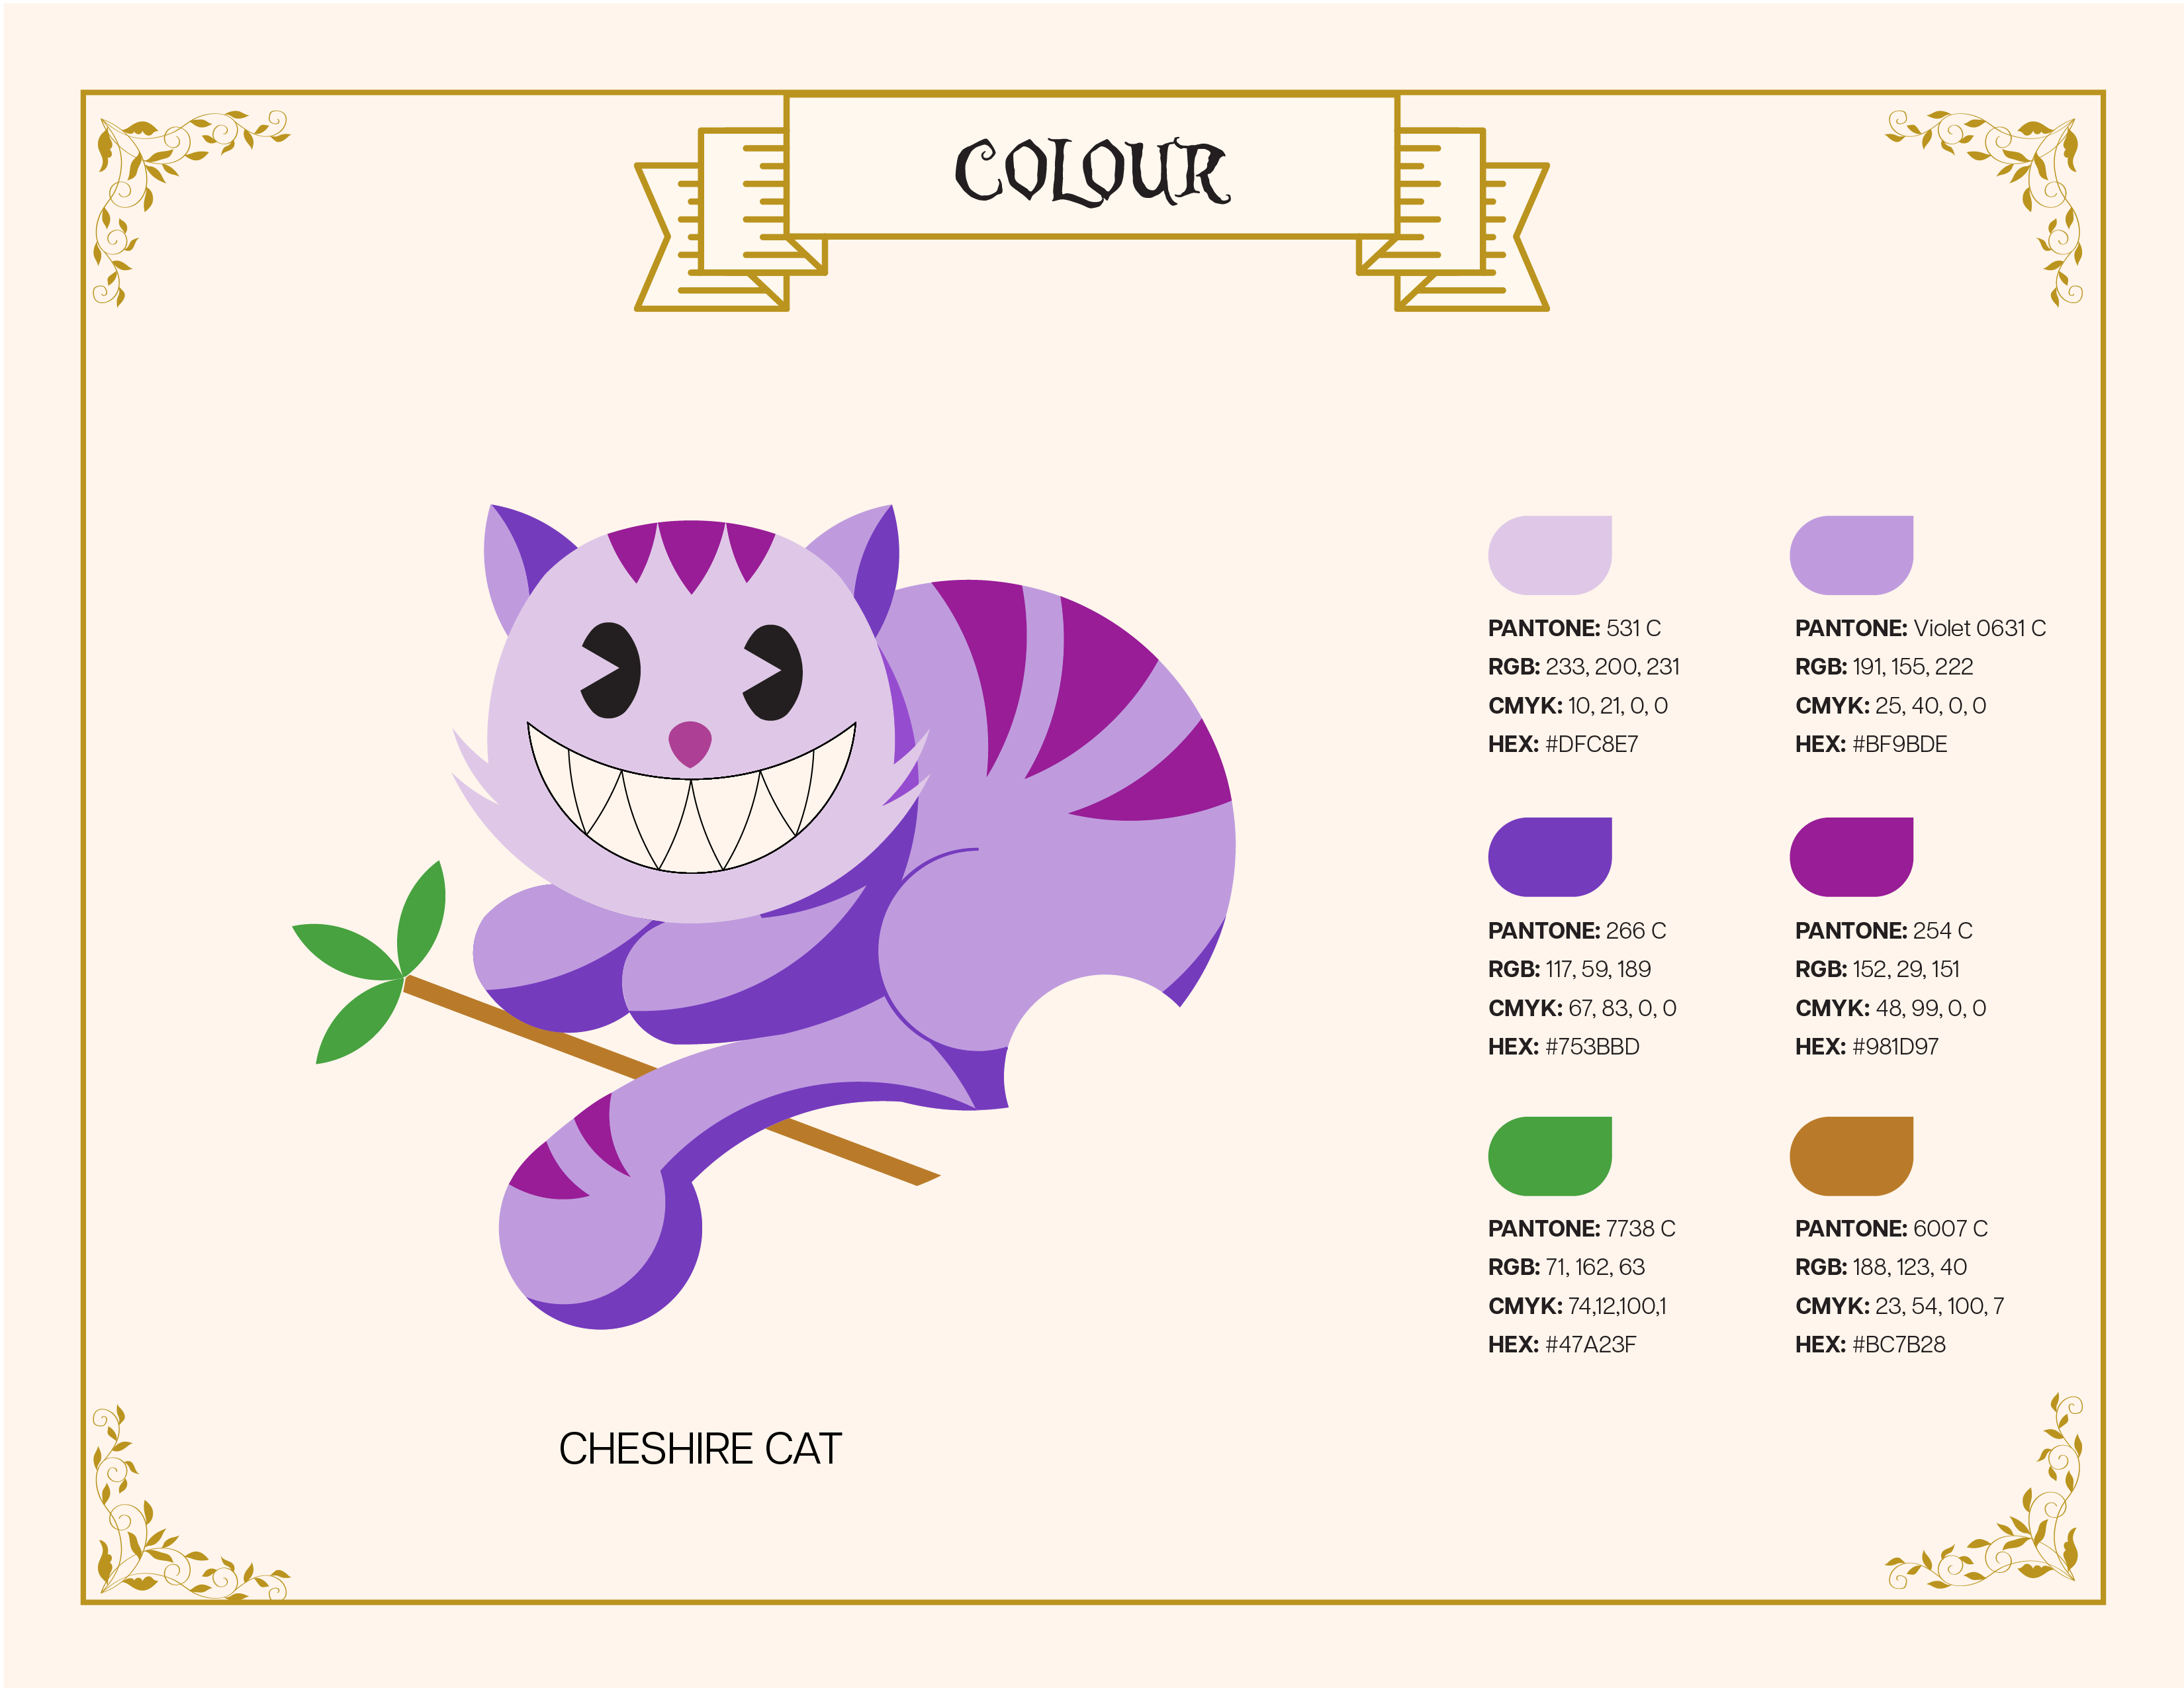 COLOUR
PANTONE: 531 C
RGB: 233, 200, 231
CMYK: 10, 21, 0, 0
HEX: #DFC8E7
PANTONE: Violet 0631 C
RGB: 191, 155, 222
CMYK: 25, 40, 0, 0
HEX: #BF9BDE
PANTONE: 266 C
RGB: 117, 59, 189
CMYK: 67, 83, 0, 0
HEX: #753BBD
PANTONE: 254 C
RGB: 152, 29, 151
CMYK: 48, 99, 0, 0
HEX: #981D97
PANTONE: 7738 C
RGB: 71, 162, 63
CMYK: 74,12,100,1
HEX: #47A23F
PANTONE: 6007 C
RGB: 188, 123, 40
CMYK: 23, 54, 100, 7
HEX: #BC7B28
CHESHIRE CAT